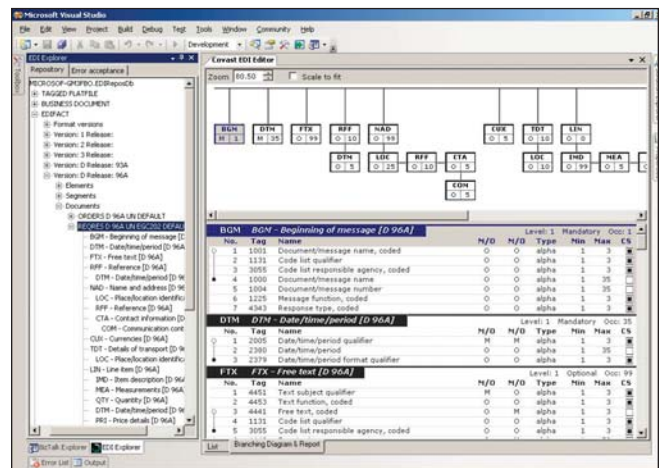 Microsoft Visual Studio
File Edit View Project Build Debug Test Tools Window Community Help
Development
EDI Explorer
Repository Error acceptance
MICROSOF-GM3FBO.EDIReposDb
TAGGED FLATFILE
BUSINESS DOCUMENT
EDIFACT
Format versions
Version: 1 Release:
Version: 2 Release:
Version: 3 Release:
Version: D Release: 93A
Version: D Release: 96A
Elements
Segments
Documents
ORDERS D 96A UN DEFAULT
REQRES D 96A UN EGC202 DEFAU
BGM - Beginning of message [D
DTM - Date/time/period [D 96A]
FTX - Free text [D 96A]
RFF - Reference [D 96A]
DTM - Date/time/period [D 96
NAD - Name and address [D 96
LOC - Place/location identific
RFF - Reference [D 96A]
CTA - Contact information [D
COM - Communication cont
CUX - Currencies [D 96A]
TDT - Details of transport [D 96
LOC - Place/location identific
LIN - Line item [D 96A]
IMD - Item description [D 96A
MEA - Measurements [D 96A]
QTY - Quantity [D 96A]
DTM - Date/time/period [D 96
PRI - Price details [D 96A]
BizTalk Explorer EDI Explorer
Error List Output
Toolbox
Covast EDI Editor
Zoom 80.50 Scale to fit
BGM DTM FTX RFF NAD CUX TDT LIN
M 1 M 35 O 99 O 10 O 99 O 5 O 10 O
DTM LOC RFF CTA LOC IMD MEA
O 5 O 25 O 10 O 5 O 10 O 99 O 5
COM
O 5
BGM BGM - Beginning of message [D 96A] Level: 1 Mandatory Occ: 1
No. Tag Name M/O M/O Type Min Max CS
1 1001 Document/message name, coded O O alpha 1 3
2 1131 Code list qualifier O O alpha 1 3
3 3055 Code list responsible agency, coded O O alpha 1 3
4 1000 Document/message name O O alpha 1 35
5 1004 Document/message number O O alpha 1 35
6 1225 Message function, coded O O alpha 1 3
7 4343 Response type, coded O O alpha 1 3
DTM DTM - Date/time/period [D 96A] Level: 1 Mandatory Occ: 35
No. Tag Name M/O M/O Type Min Max CS
1 2005 Date/time/period qualifier M M alpha 1 3
2 2380 Date/time/period O alpha 1 35
3 2379 Date/time/period format qualifier O alpha 1 3
FTX FTX - Free text [D 96A] Level: 1 Optional Occ: 99
No. Tag Name M/O M/O Type Min Max CS
1 4451 Text subject qualifier M O alpha 1 3
2 4453 Text function, coded O O alpha 1 3
3 4441 Free text, coded O M alpha 1 3
4 1131 Code list qualifier O O alpha 1 3
5 3055 Code list responsible agency, coded O O alpha 1 3
List Branching Diagram & Report